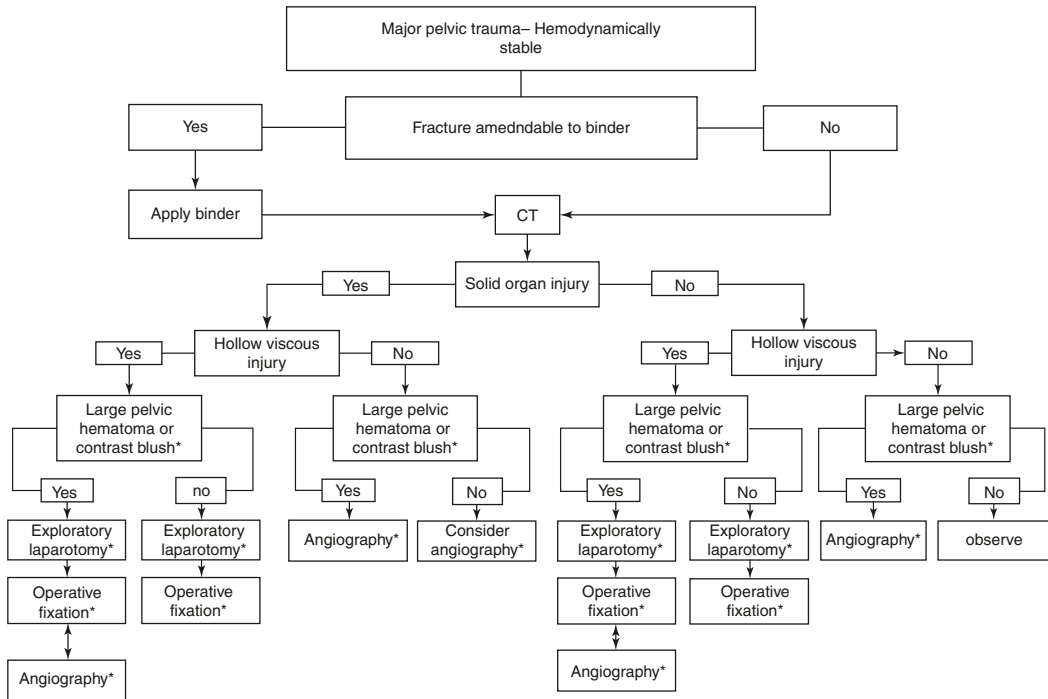 Major pelvic trauma– Hemodynamically
stable
Yes
Fracture amedndable to binder
No
Apply binder
CT
Yes
Solid organ injury
No
Yes
Hollow viscous
injury
No
Yes
Hollow viscous
injury
No
Large pelvic
hematoma or
contrast blush*
Large pelvic
hematoma or
contrast blush*
Large pelvic
hematoma or
contrast blush*
Large pelvic
hematoma or
contrast blush*
Yes
no
Yes
No
Yes
No
Yes
No
Exploratory
laparotomy*
Exploratory
laparotomy*
Angiography*
Consider
angiography*
Exploratory
laparotomy*
Exploratory
laparotomy*
Angiography*
observe
Operative
fixation*
Operative
fixation*
Operative
fixation*
Operative
fixation*
Angiography*
Angiography*